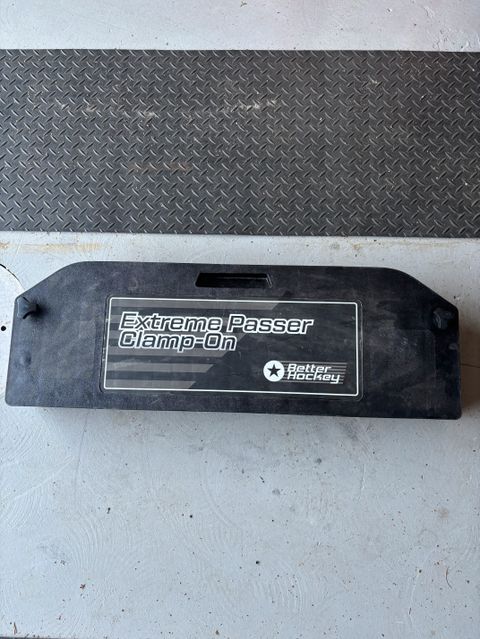 Extreme Passer
Clamp-On
Better
Hockey